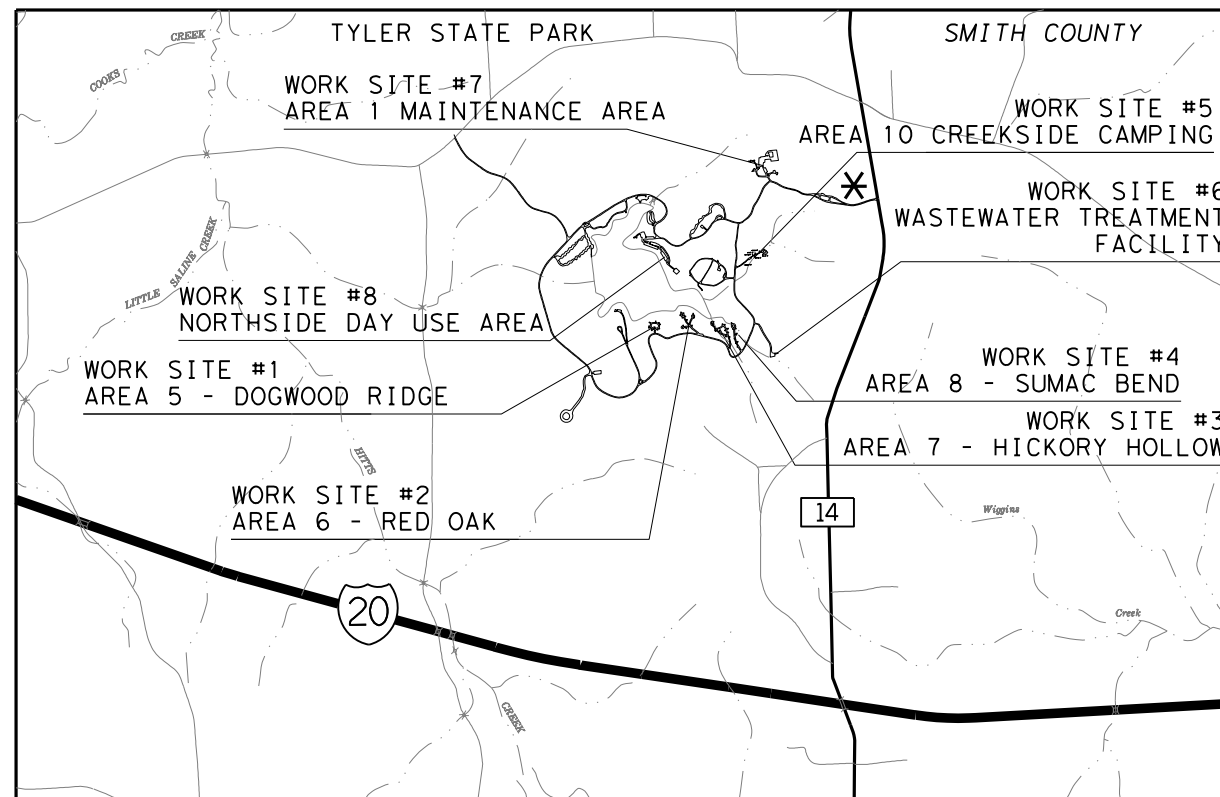 TYLER STATE PARK
SMITH COUNTY
CREEK
COOKS
WORK SITE #7
AREA 1 MAINTENANCE AREA
WORK SITE #5
AREA 10 CREEKSIDE CAMPING
WORK SITE #6
WASTEWATER TREATMENT
FACILITY
LITTLE SALINE CREEK
WORK SITE #8
NORTHSIDE DAY USE AREA
WORK SITE #1
AREA 5 - DOGWOOD RIDGE
WORK SITE #4
AREA 8 - SUMAC BEND
WORK SITE #3
AREA 7 - HICKORY HOLLOW
HITTS
WORK SITE #2
AREA 6 - RED OAK
14
Wiggins
20
Creek
CREEK